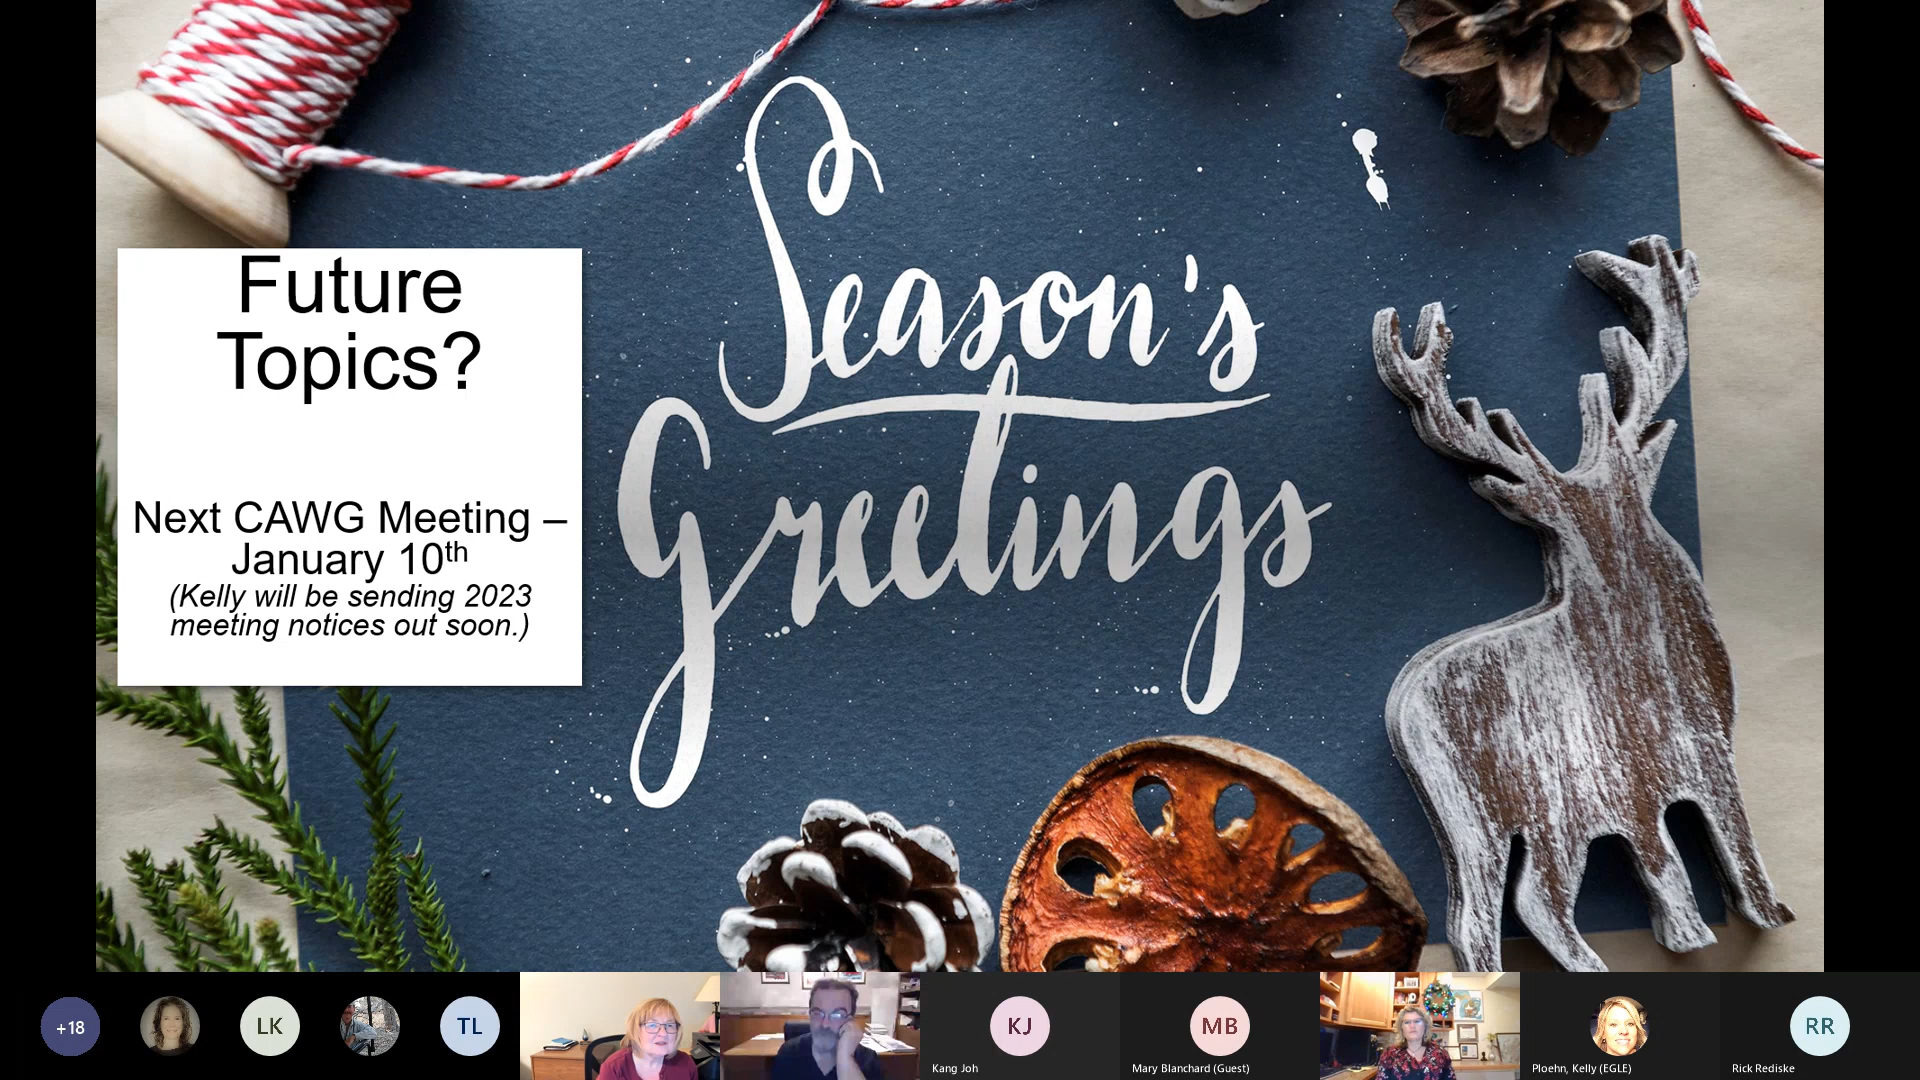 Season's
Greetings
Future
Topics?
Next CAWG Meeting –
January 10th
(Kelly will be sending 2023
meeting notices out soon.)
+18
LK
TL
KJ
Kang Joh
MB
Mary Blanchard (Guest)
Ploehn, Kelly (EGLE)
RR
Rick Rediske